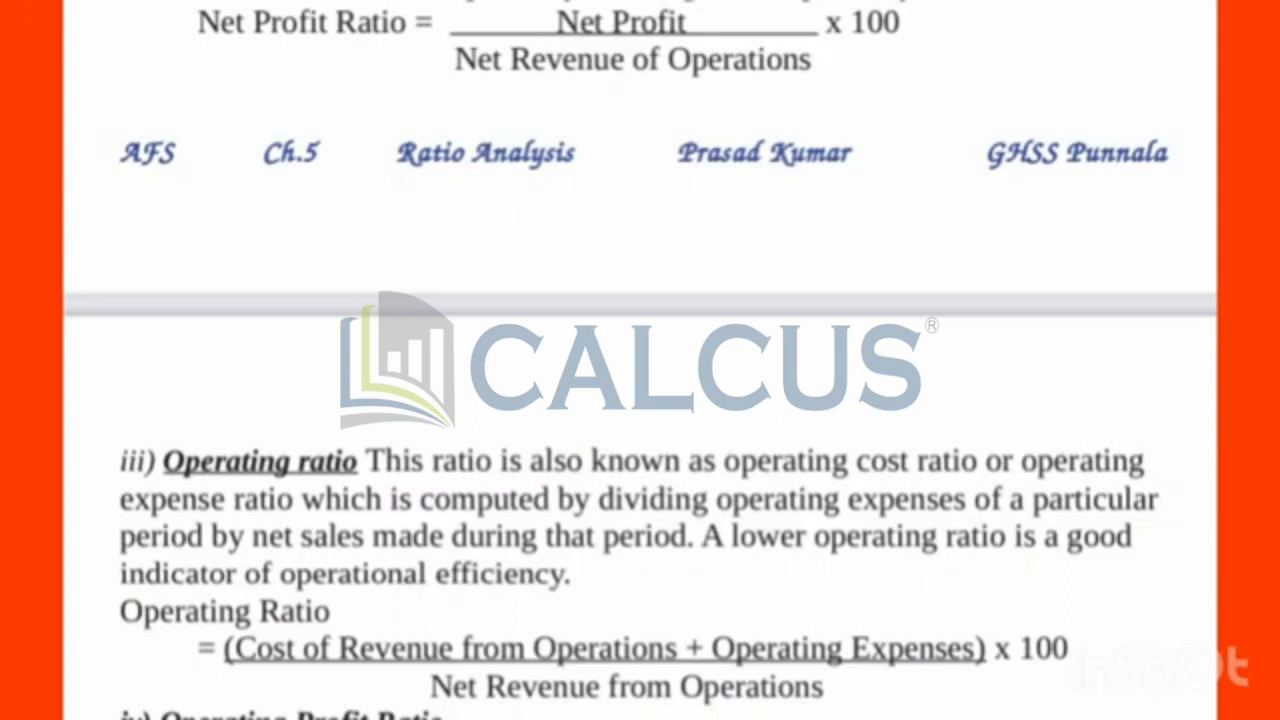 Net Profit Ratio = Net Profit x 100
Net Revenue of Operations
AFS Ch.5 Ratio Analysis Prasad Kumar GHSS Punnala
CALCUS®
iii) Operating ratio This ratio is also known as operating cost ratio or operating
expense ratio which is computed by dividing operating expenses of a particular
period by net sales made during that period. A lower operating ratio is a good
indicator of operational efficiency.
Operating Ratio
= (Cost of Revenue from Operations + Operating Expenses) x 100
Net Revenue from Operations
iv) Operating Profit Ratio